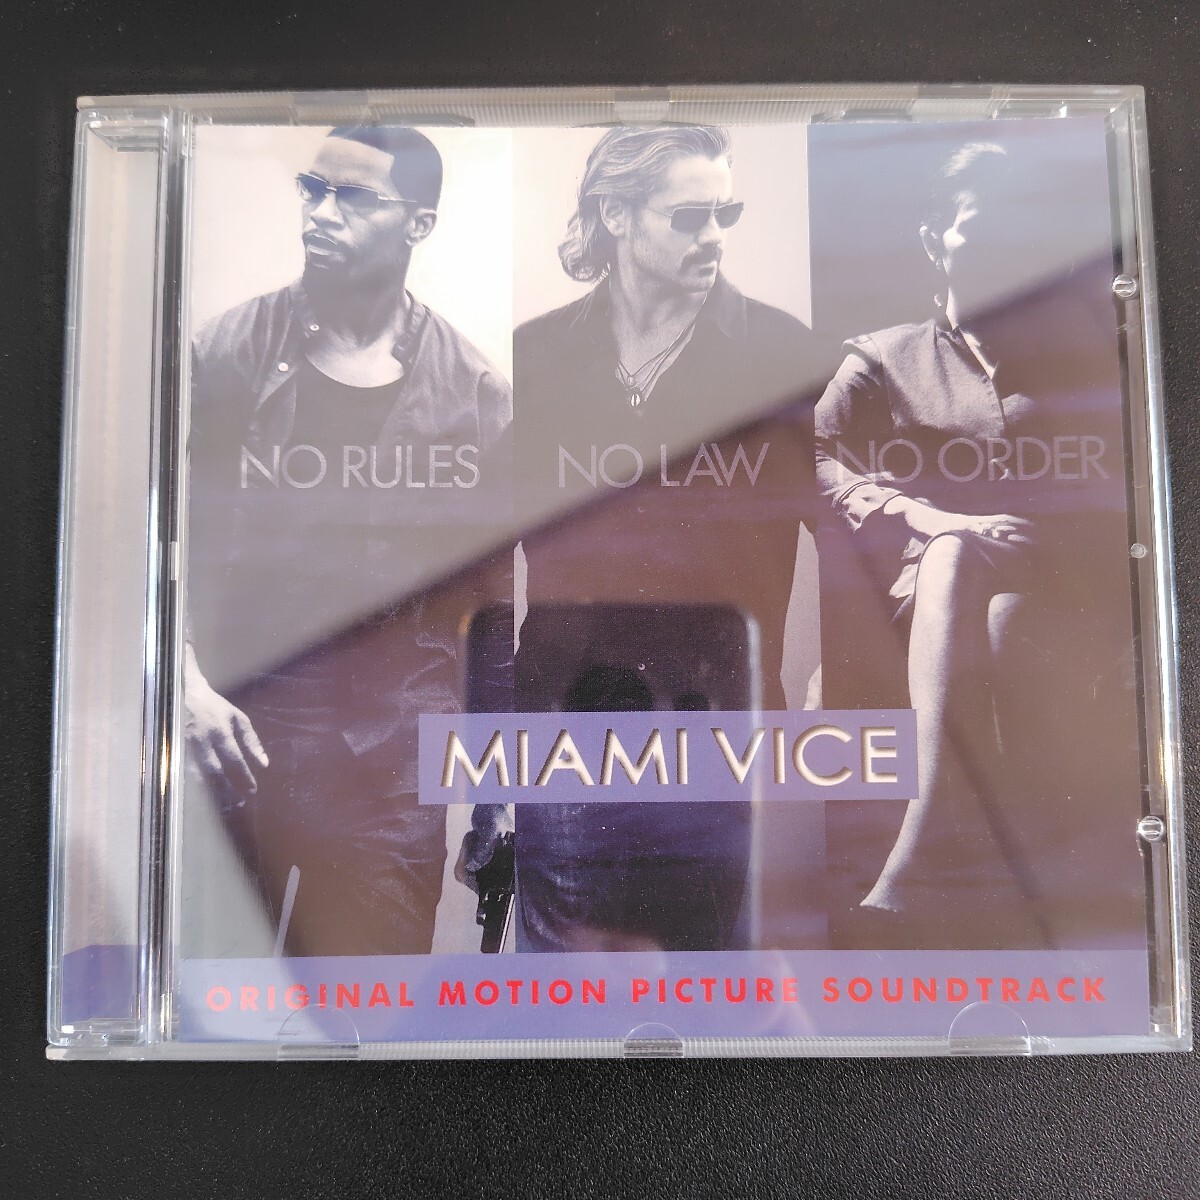 NO RULES
NO LAW
NO ORDER
MIAMI VICE
ORIGINAL MOTION PICTURE SOUNDTRACK